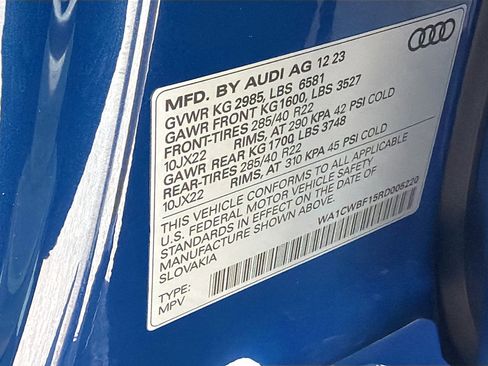 MFD. BY AUDI AG 12 23
GVWR KG 2985, LBS 6581
GAWR FRONT KG 1600, LBS 3527
FRONT-TIRES 285/40 R22
10JX22 RIMS, AT 290 KPA 42 PSI COLD
GAWR REAR KG 1700, LBS 3748
REAR-TIRES 285/40 R22
10JX22 RIMS, AT 310 KPA 45 PSI COLD
THIS VEHICLE CONFORMS TO ALL APPLICABLE
U.S. FEDERAL MOTOR VEHICLE SAFETY
STANDARDS IN EFFECT ON THE DATE OF
MANUFACTURE SHOWN ABOVE.
SLOVAKIA WA1CWBF15RD005220
TYPE:
MPV